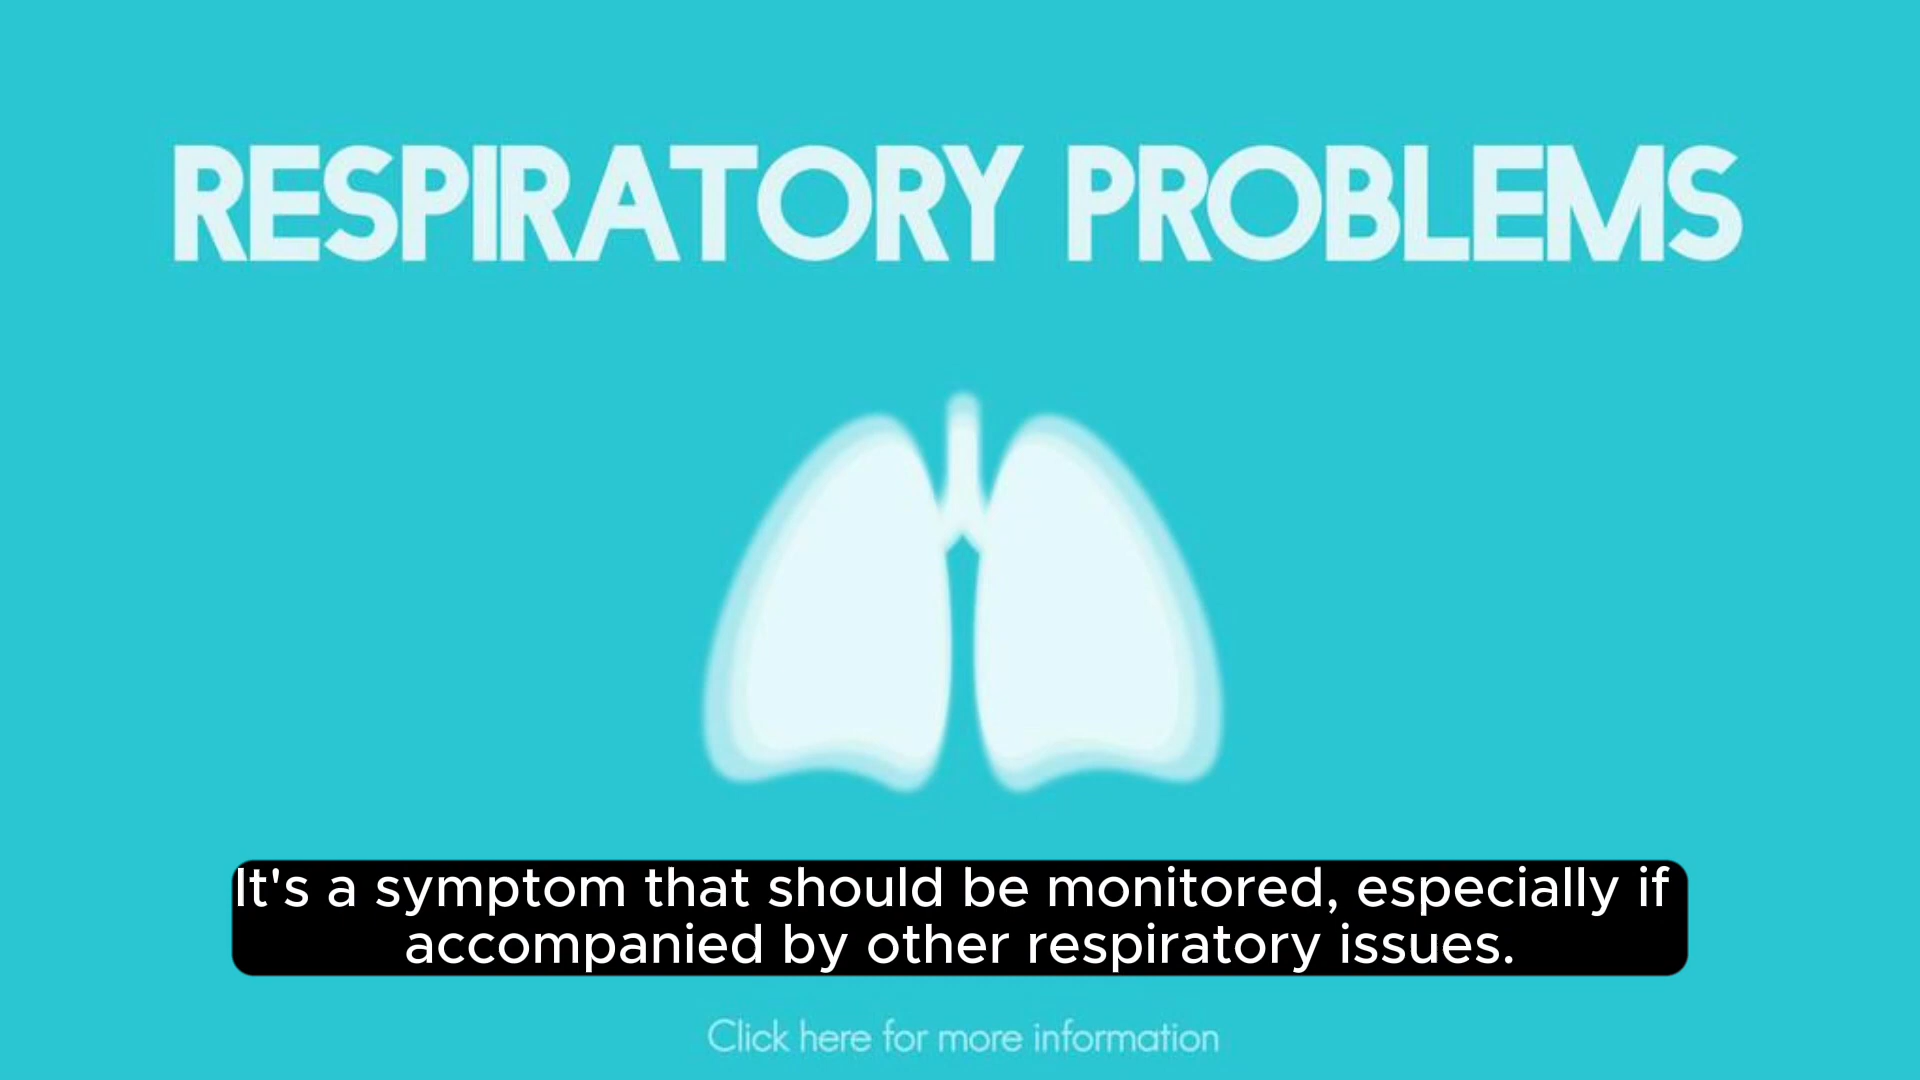 RESPIRATORY PROBLEMS
It's a symptom that should be monitored, especially if
accompanied by other respiratory issues.
Click here for more information